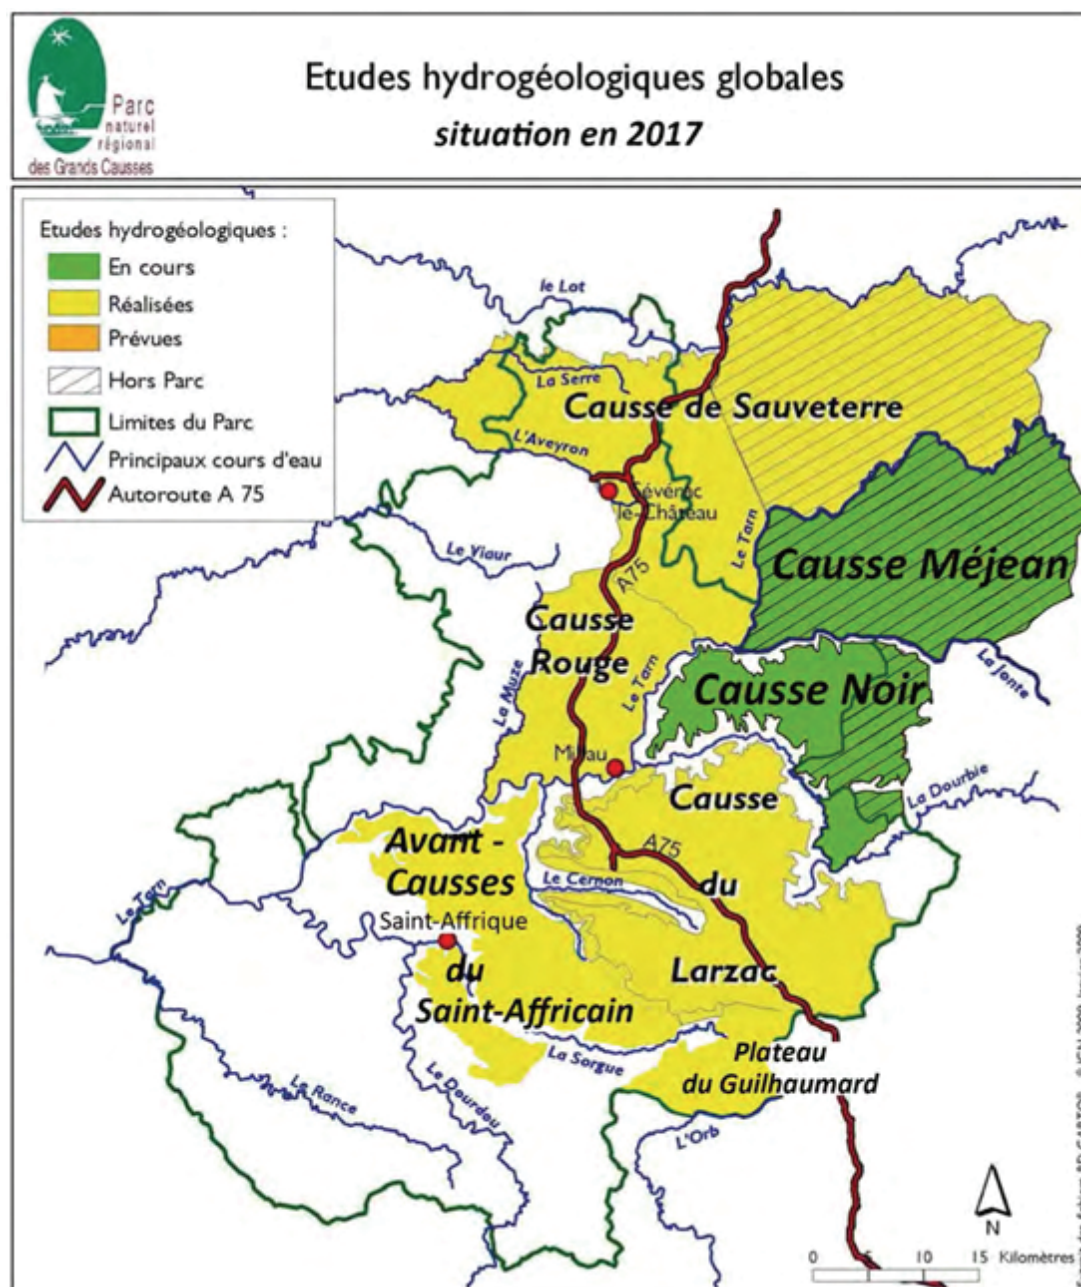 Parc
naturel
régional
des Grands Causses
Etudes hydrogéologiques globales
situation en 2017
Etudes hydrogéologiques :
En cours
Réalisées
Prévues
Hors Parc
Limites du Parc
Principaux cours d'eau
Autoroute A 75
le Lot
La Serre
Causse de Sauveterre
L'Aveyron
Sévérac
le-Château
Le Tarn
Le Viaur
A75
Causse Méjean
Causse
Rouge
La Muze
Le Tarn
La Jonte
Causse Noir
Millau
Causse
La Dourbie
Avant -
Causses
A75
Le Cernon
du
Le Tarn
Saint-Affrique
du
Larzac
Saint-Affricain
La Sorgue
Plateau
du Guilhaumard
Le Rance
Le Dourdou
L'Orb
N
0 5 10 15 Kilomètres